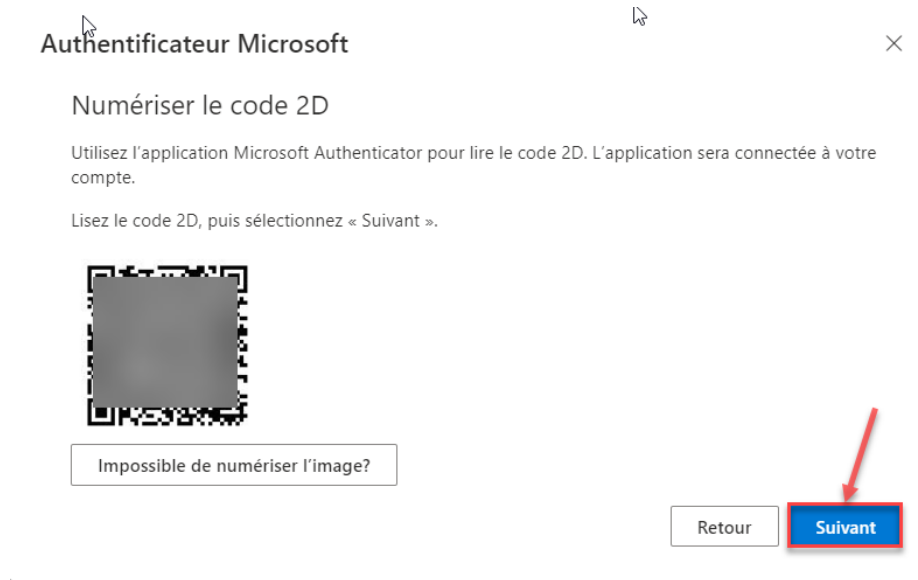 Authentificateur Microsoft
Numériser le code 2D
Utilisez l'application Microsoft Authenticator pour lire le code 2D. L'application sera connectée à votre
compte.
Lisez le code 2D, puis sélectionnez « Suivant ».
Impossible de numériser l'image?
Retour
Suivant